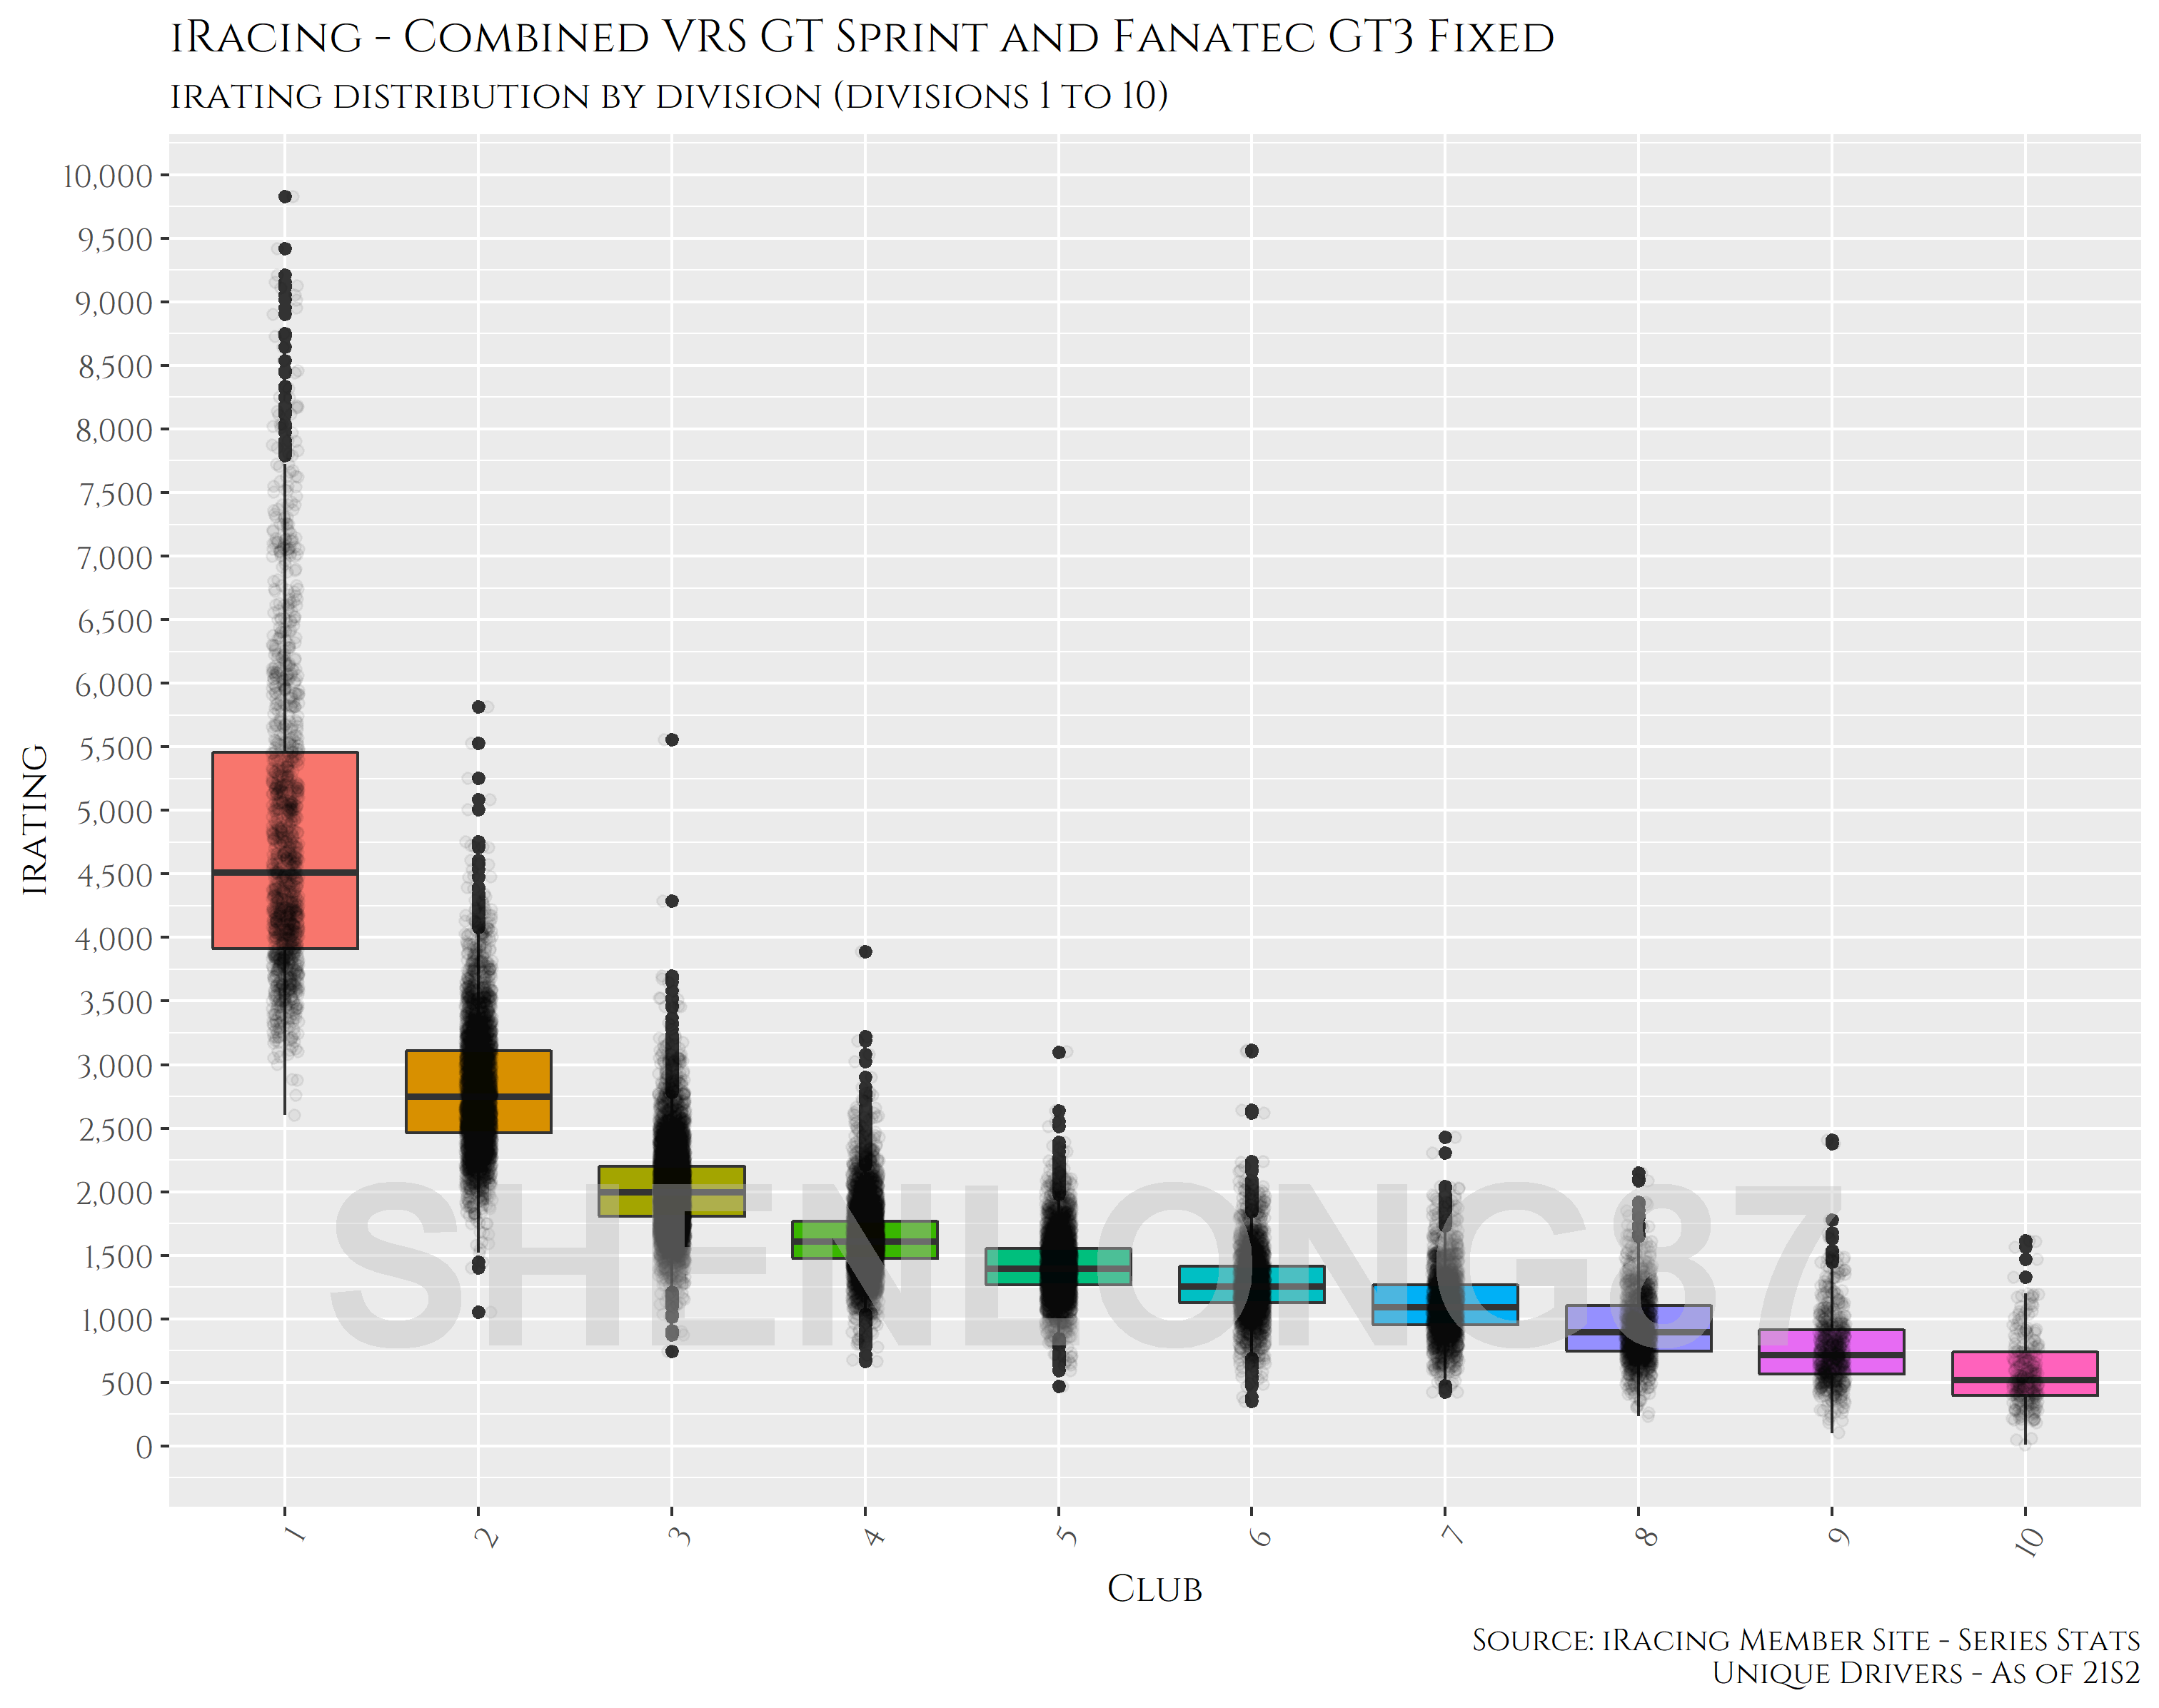 iRacing - Combined VRS GT Sprint and Fanatec GT3 Fixed
iRating distribution by division (divisions 1 to 10)
10,000
9,500
9,000
8,500
8,000
7,500
7,000
6,500
6,000
5,500
5,000
4,500
4,000
3,500
3,000
2,500
2,000
1,500
1,000
500
0
iRating
SHENLONG87
1 2 3 4 5 6 7 8 9 10
Club
Source: iRacing Member Site - Series Stats
Unique Drivers - As of 21S2